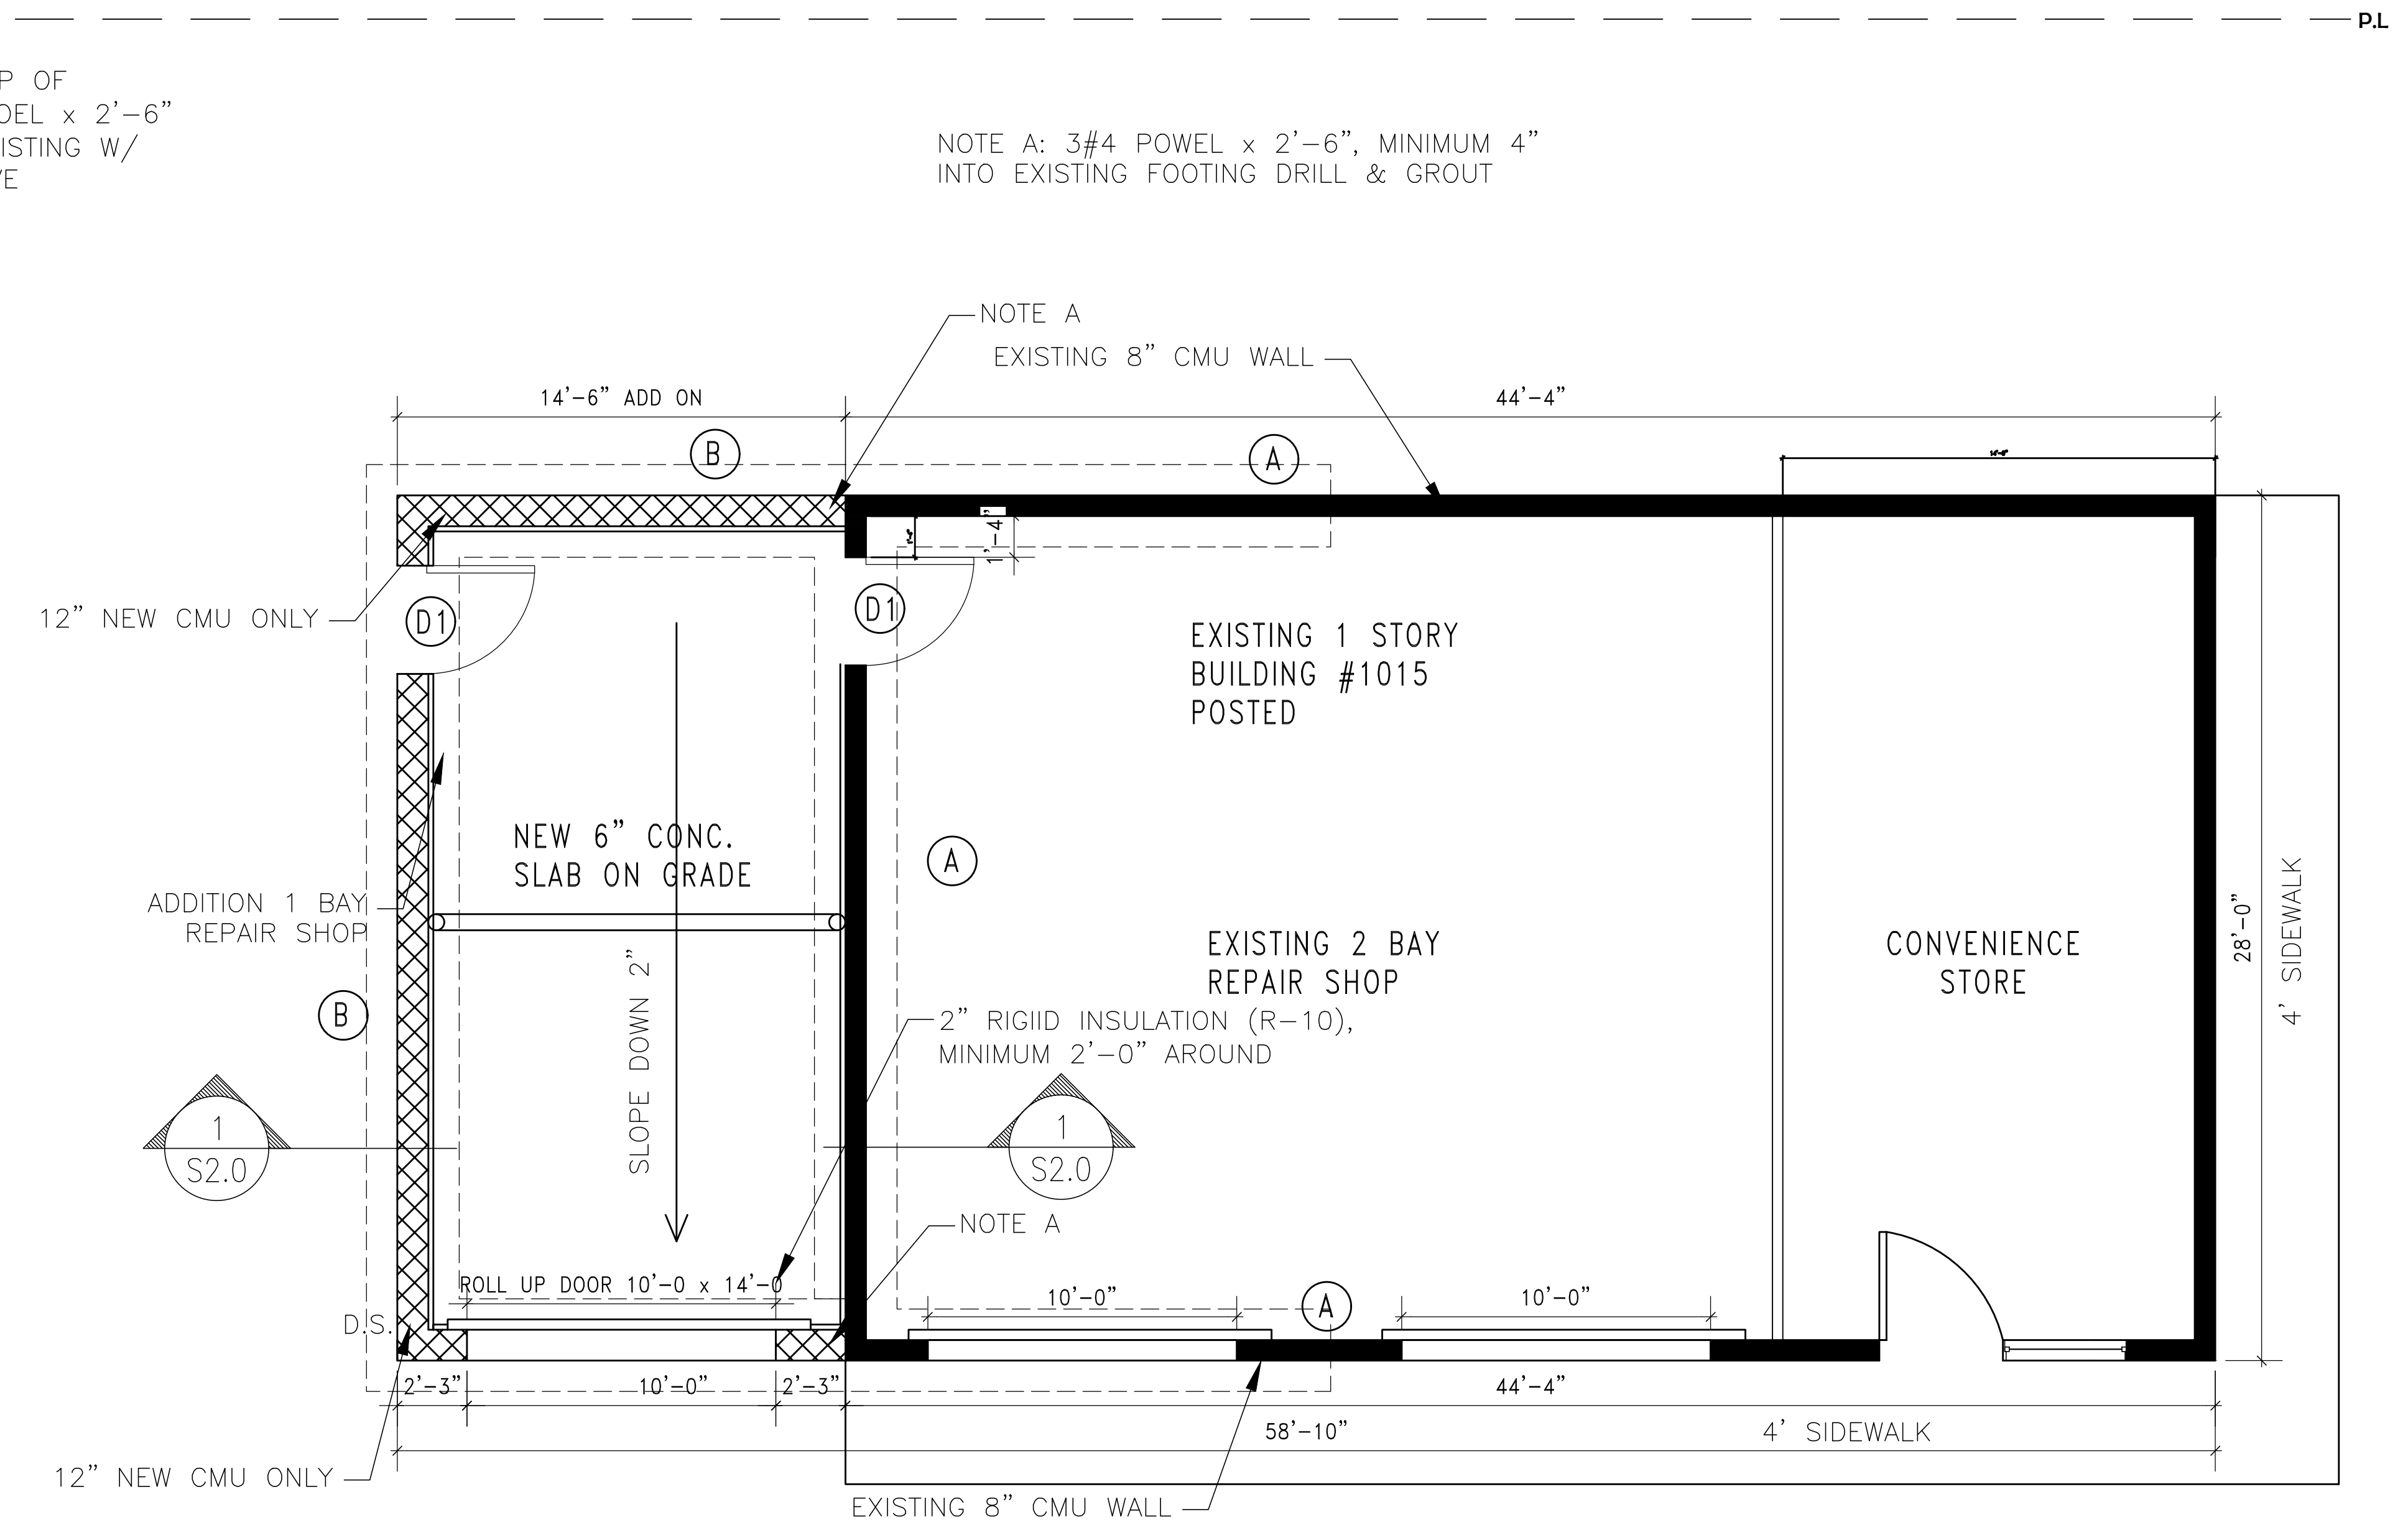 P.L
P OF
OEL x 2'-6"
ISTING W/
VE
NOTE A: 3#4 POWEL x 2'-6", MINIMUM 4"
INTO EXISTING FOOTING DRILL & GROUT
NOTE A
EXISTING 8" CMU WALL
14'-6" ADD ON
44'-4"
B
A
1'-4"
12" NEW CMU ONLY
D1
D1
EXISTING 1 STORY
BUILDING #1015
POSTED
NEW 6" CONC.
SLAB ON GRADE
A
ADDITION 1 BAY
REPAIR SHOP
EXISTING 2 BAY
REPAIR SHOP
CONVENIENCE
STORE
28'-0"
4' SIDEWALK
B
SLOPE DOWN 2"
2" RIGIID INSULATION (R-10),
MINIMUM 2'-0" AROUND
1
S2.0
1
S2.0
NOTE A
ROLL UP DOOR 10'-0 x 14'-0
10'-0"
A
10'-0"
D.S.
2'-3"
10'-0"
2'-3"
44'-4"
58'-10"
4' SIDEWALK
12" NEW CMU ONLY
EXISTING 8" CMU WALL